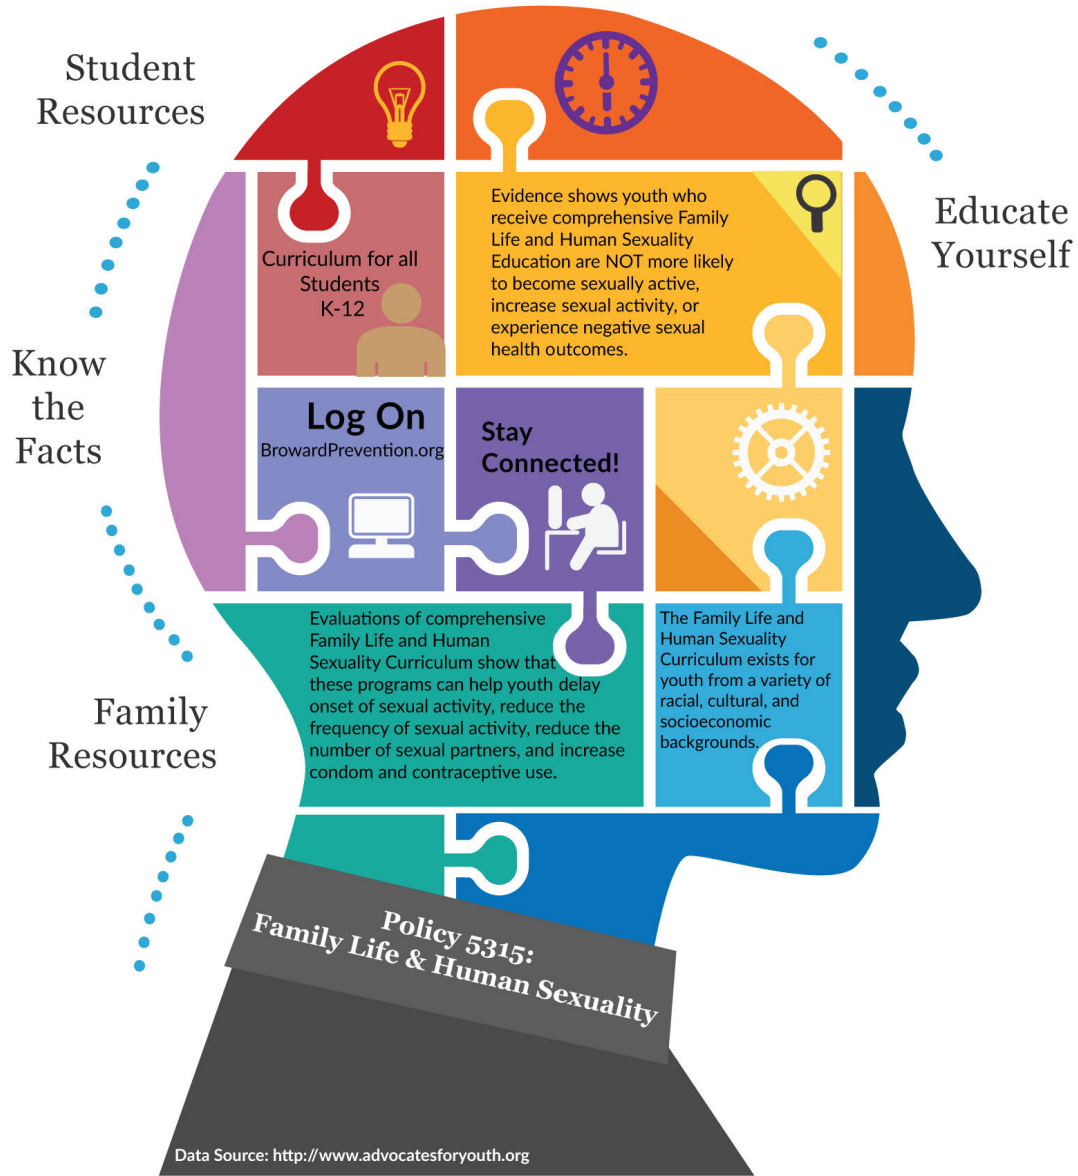 Student
Resources
Educate
Yourself
Know
the
Facts
Family
Resources
Curriculum for all
Students
K-12
Evidence shows youth who
receive comprehensive Family
Life and Human Sexuality
Education are NOT more likely
to become sexually active,
increase sexual activity, or
experience negative sexual
health outcomes.
Log On
BrowardPrevention.org
Stay
Connected!
Evaluations of comprehensive
Family Life and Human
Sexuality Curriculum show that
these programs can help youth delay
onset of sexual activity, reduce the
frequency of sexual activity, reduce the
number of sexual partners, and increase
condom and contraceptive use.
The Family Life and
Human Sexuality
Curriculum exists for
youth from a variety of
racial, cultural, and
socioeconomic
backgrounds.
Policy 5315:
Family Life & Human Sexuality
Data Source: http://www.advocatesforyouth.org